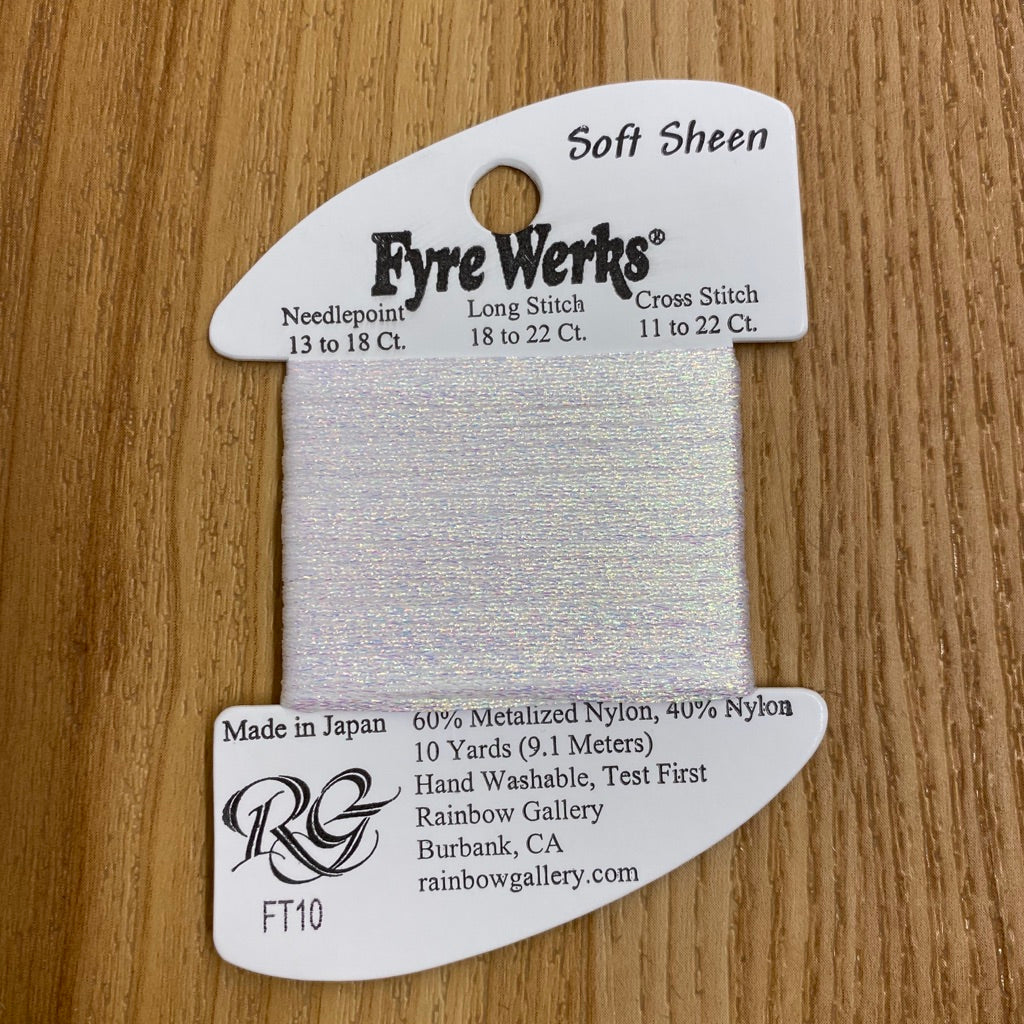 Soft Sheen
Fyre Werks®
Needlepoint Long Stitch Cross Stitch
13 to 18 Ct. 18 to 22 Ct. 11 to 22 Ct.
Made in Japan 60% Metalized Nylon, 40% Nylon
10 Yards (9.1 Meters)
Hand Washable, Test First
RG
Rainbow Gallery
Burbank, CA
rainbowgallery.com
FT10